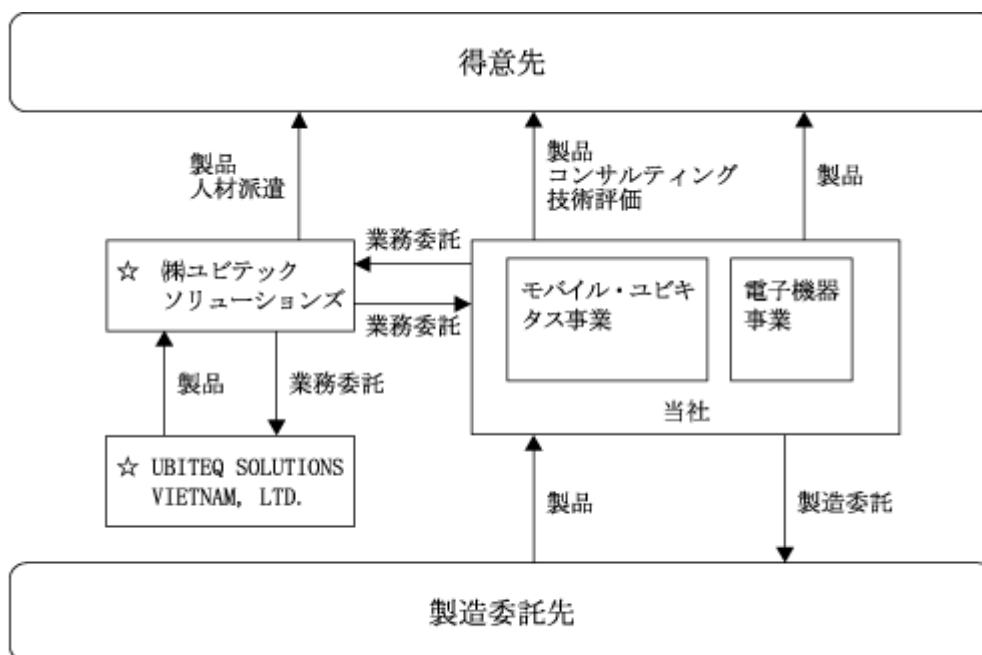 得意先
製品
人材派遣
製品
コンサルティング
技術評価
製品
業務委託
☆ ㈱ユビテック
ソリューションズ
業務委託
モバイル・ユビキ
タス事業
電子機器
事業
当社
製品
業務委託
☆ UBITEQ SOLUTIONS
VIETNAM, LTD.
製品
製造委託
製造委託先